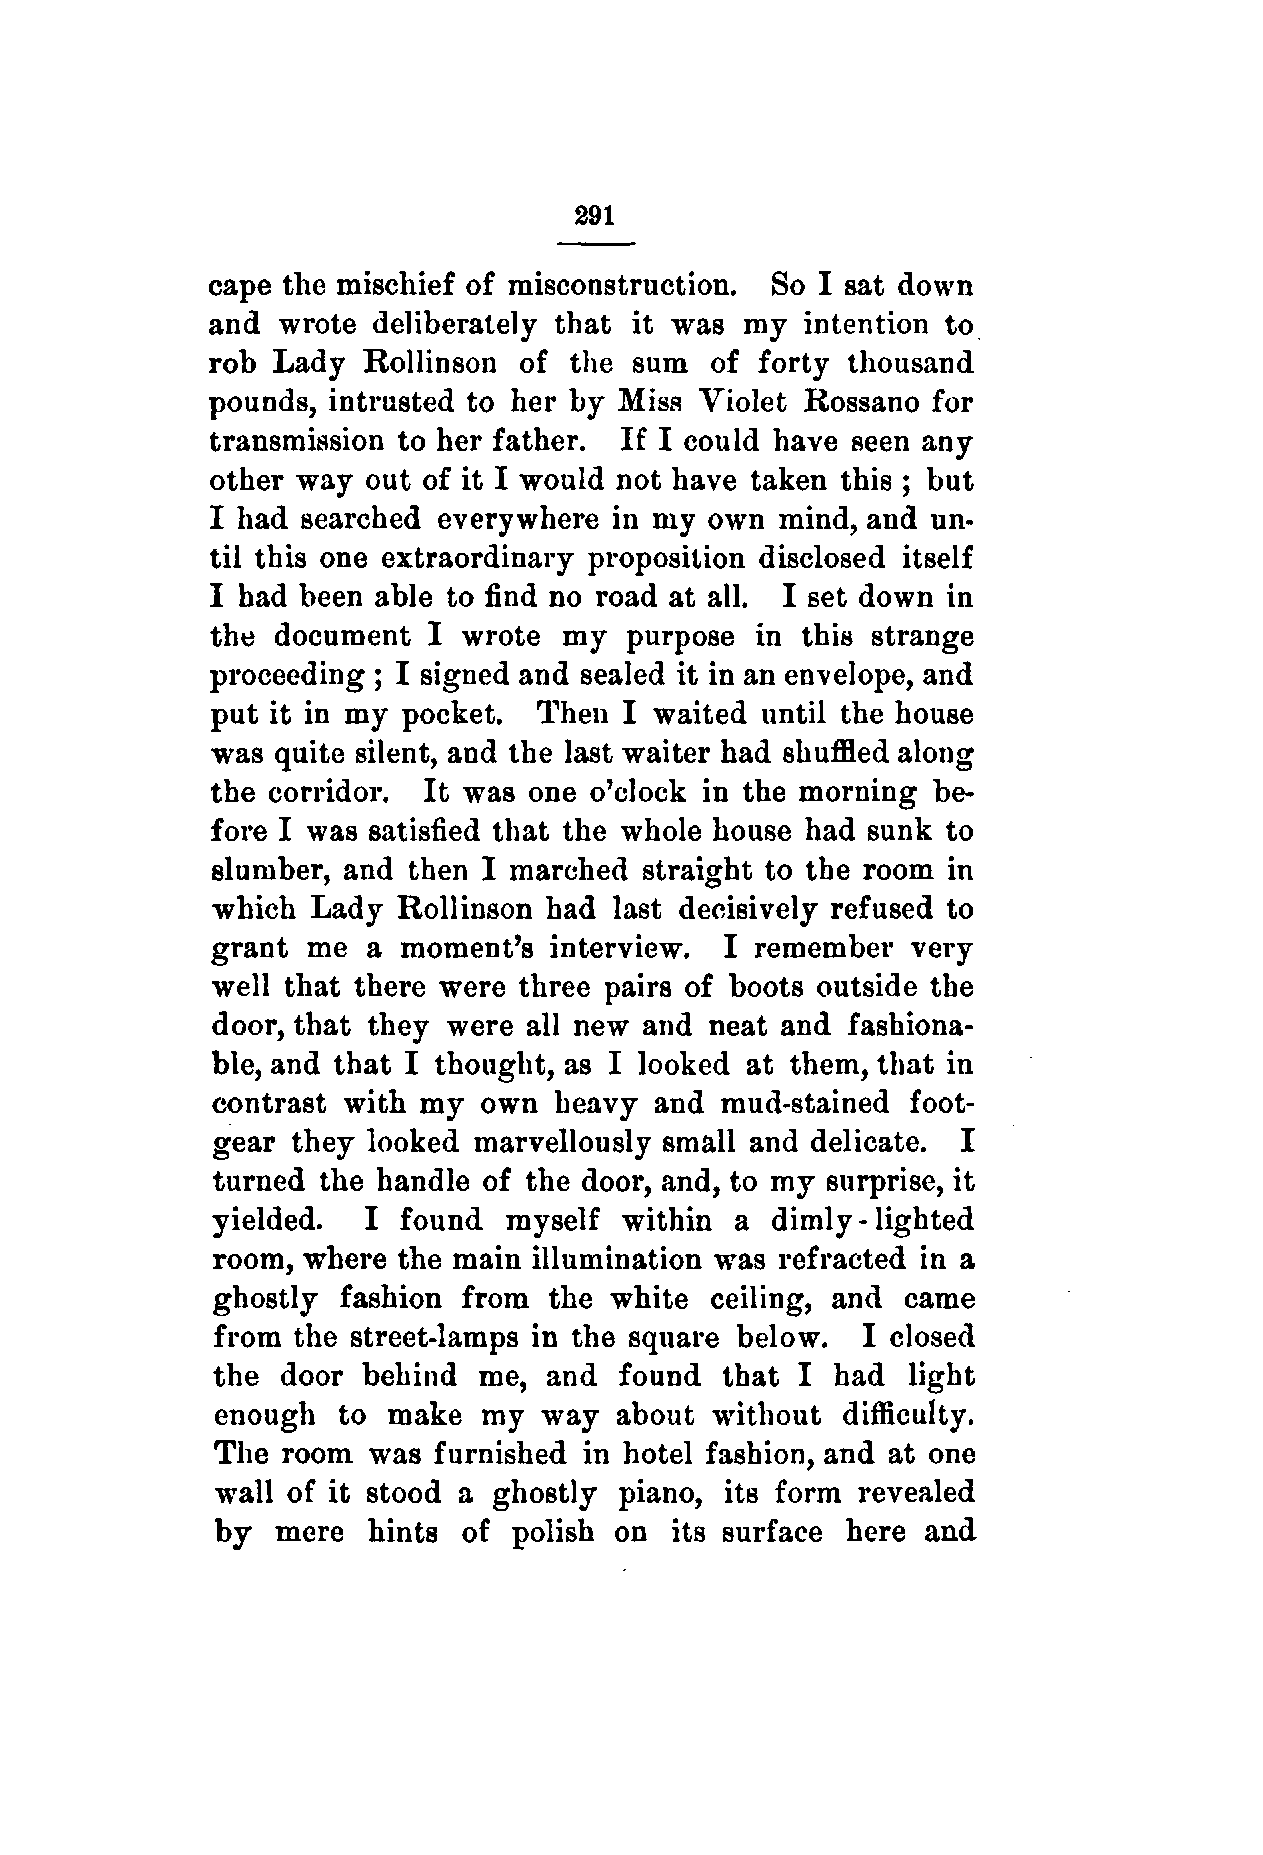 291
cape the mischief of misconstruction. So I sat down
and wrote deliberately that it was my intention to
rob Lady Rollinson of the sum of forty thousand
pounds, intrusted to her by Miss Violet Rossano for
transmission to her father. If I could have seen any
other way out of it I would not have taken this ; but
I had searched everywhere in my own mind, and un-
til this one extraordinary proposition disclosed itself
I had been able to find no road at all. I set down in
the document I wrote my purpose in this strange
proceeding ; I signed and sealed it in an envelope, and
put it in my pocket. Then I waited until the house
was quite silent, and the last waiter had shuffled along
the corridor. It was one o'clock in the morning be-
fore I was satisfied that the whole house had sunk to
slumber, and then I marched straight to the room in
which Lady Rollinson had last decisively refused to
grant me a moment's interview. I remember very
well that there were three pairs of boots outside the
door, that they were all new and neat and fashiona-
ble, and that I thought, as I looked at them, that in
contrast with my own heavy and mud-stained foot-
gear they looked marvellously small and delicate. I
turned the handle of the door, and, to my surprise, it
yielded. I found myself within a dimly-lighted
room, where the main illumination was refracted in a
ghostly fashion from the white ceiling, and came
from the street-lamps in the square below. I closed
the door behind me, and found that I had light
enough to make my way about without difficulty.
The room was furnished in hotel fashion, and at one
wall of it stood a ghostly piano, its form revealed
by mere hints of polish on its surface here and